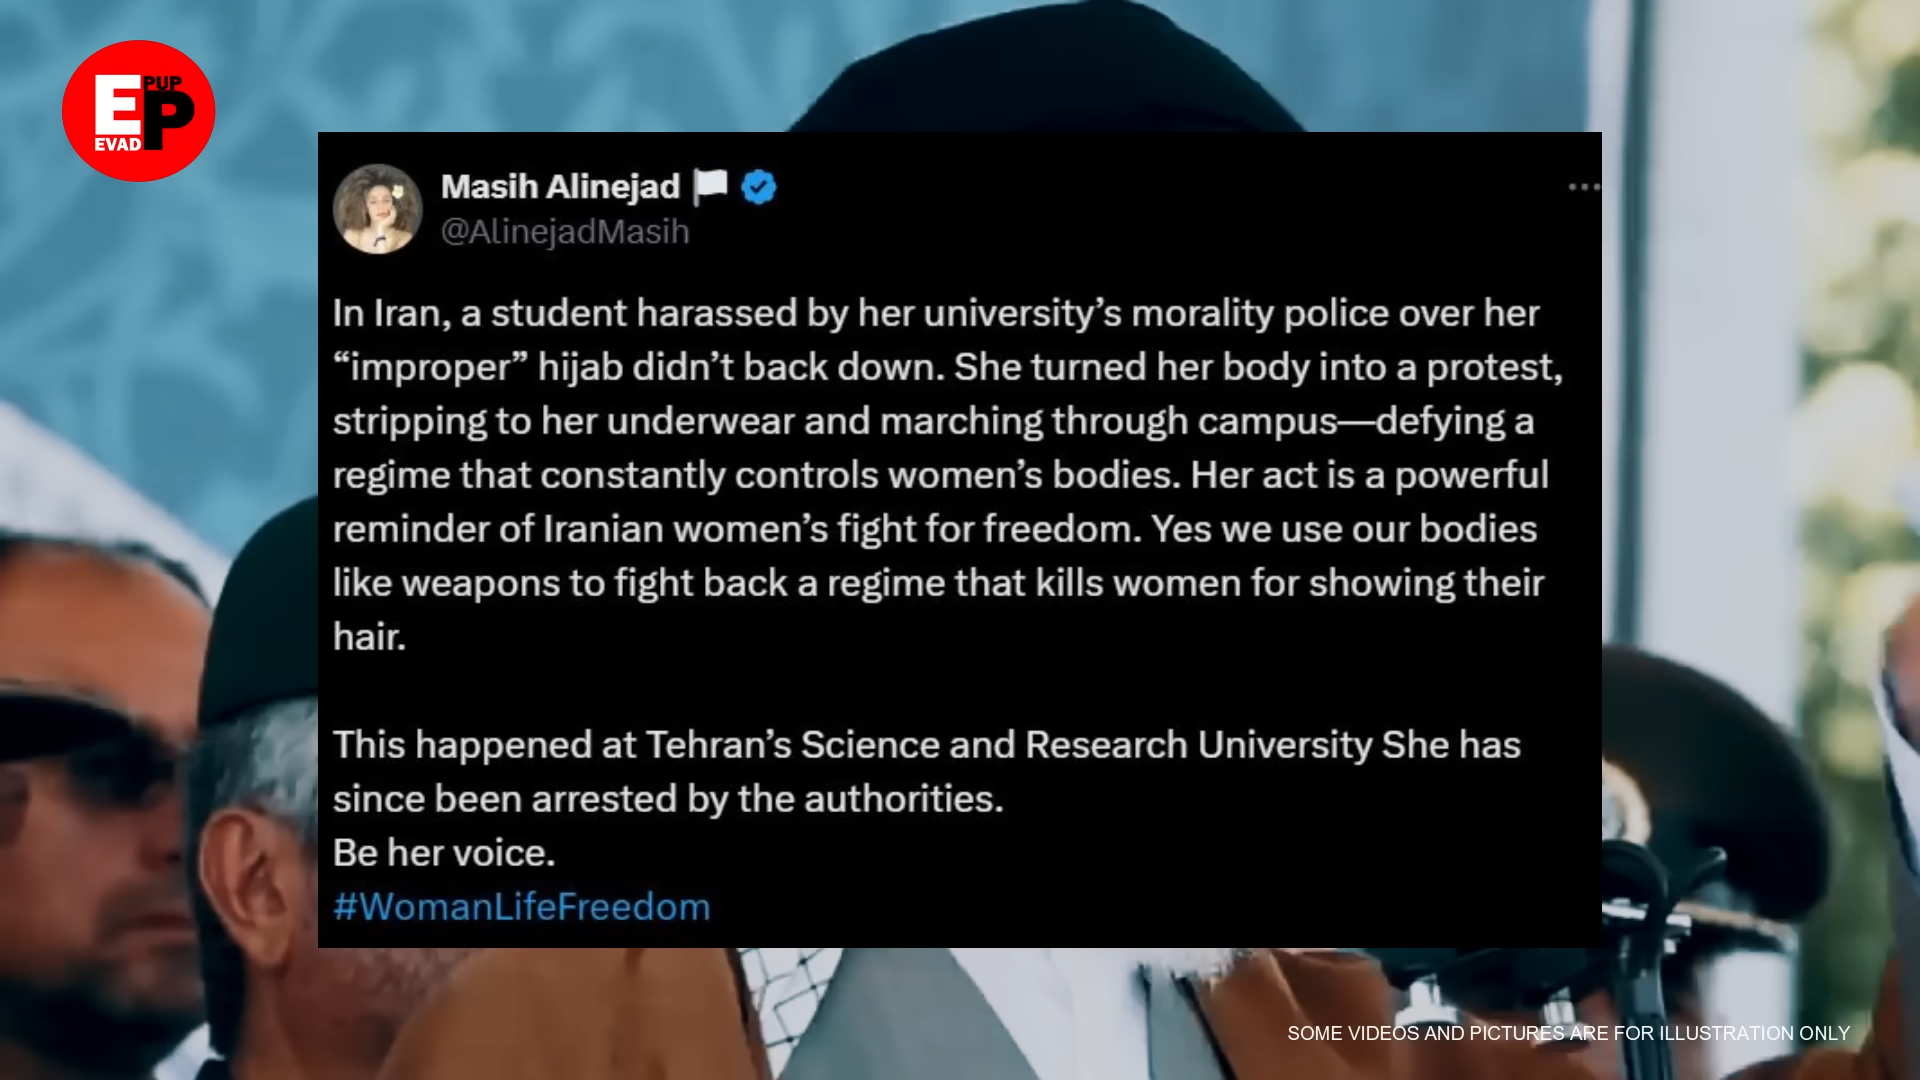 E PUP
EVAD P
Masih Alinejad
@AlinejadMasih
In Iran, a student harassed by her university’s morality police over her
“improper” hijab didn’t back down. She turned her body into a protest,
stripping to her underwear and marching through campus—defying a
regime that constantly controls women’s bodies. Her act is a powerful
reminder of Iranian women’s fight for freedom. Yes we use our bodies
like weapons to fight back a regime that kills women for showing their
hair.
This happened at Tehran’s Science and Research University She has
since been arrested by the authorities.
Be her voice.
#WomanLifeFreedom
SOME VIDEOS AND PICTURES ARE FOR ILLUSTRATION ONLY